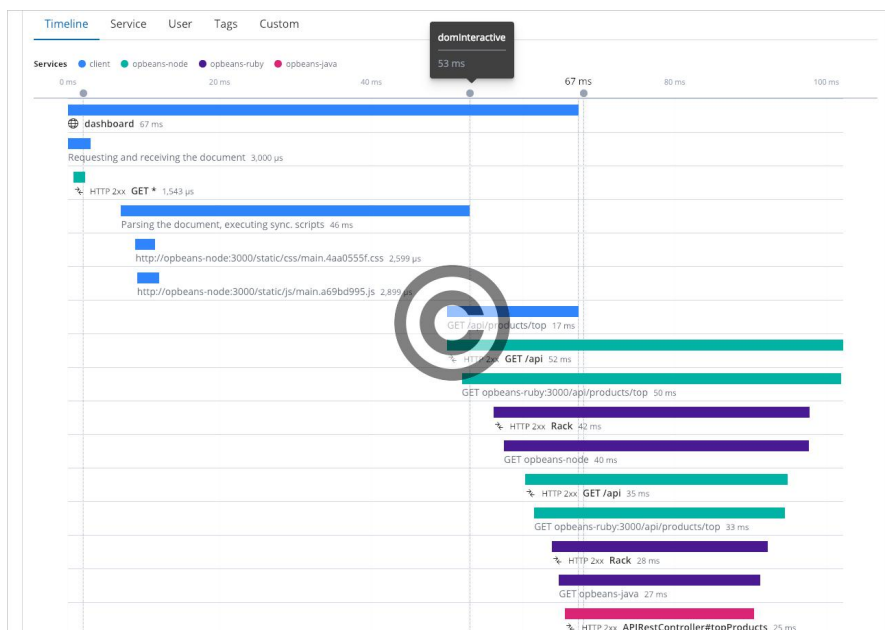 Timeline Service User Tags Custom
domInteractive
53 ms
Services client opbeans-node opbeans-ruby opbeans-java
0 ms 20 ms 40 ms 67 ms 80 ms 100 ms
dashboard 67 ms
Requesting and receiving the document 3,000 μs
HTTP 2xx GET * 1,543 μs
Parsing the document, executing sync. scripts 46 ms
http://opbeans-node:3000/static/css/main.4aa0555f.css 2,599 μs
http://opbeans-node:3000/static/js/main.a69bd995.js 2,899 μs
GET /api/products/top 17 ms
HTTP 2xx GET /api 52 ms
GET opbeans-ruby:3000/api/products/top 50 ms
HTTP 2xx Rack 42 ms
GET opbeans-node 40 ms
HTTP 2xx GET /api 35 ms
GET opbeans-ruby:3000/api/products/top 33 ms
HTTP 2xx Rack 28 ms
GET opbeans-java 27 ms
HTTP 2xx APIRestController#topProducts 25 ms